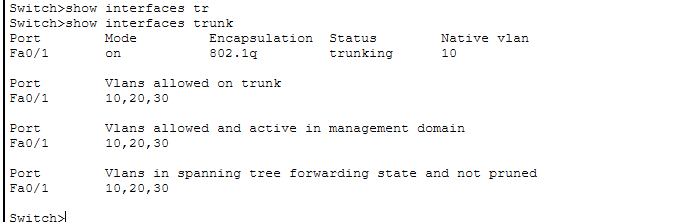 Switch>show interfaces tr
Switch>show interfaces trunk
Port        Mode         Encapsulation  Status        Native vlan
Fa0/1       on           802.1q         trunking      10

Port        Vlans allowed on trunk
Fa0/1       10,20,30

Port        Vlans allowed and active in management domain
Fa0/1       10,20,30

Port        Vlans in spanning tree forwarding state and not pruned
Fa0/1       10,20,30

Switch>